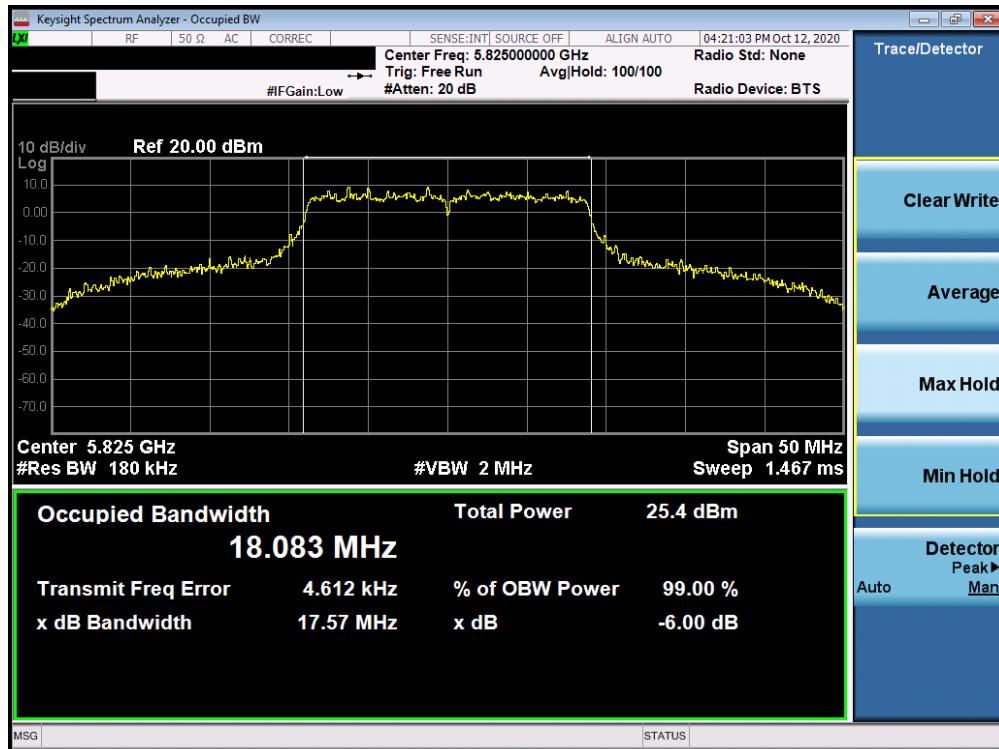 Keysight Spectrum Analyzer - Occupied BW
LXI RF 50 Ω AC CORREC SENSE:INT SOURCE OFF ALIGN AUTO 04:21:03 PM Oct 12, 2020
Center Freq: 5.825000000 GHz Radio Std: None
Trig: Free Run Avg|Hold: 100/100
#IFGain:Low #Atten: 20 dB Radio Device: BTS
Trace/Detector
10 dB/div Ref 20.00 dBm
Log
10.0
0.00
-10.0
-20.0
-30.0
-40.0
-50.0
-60.0
-70.0
Center 5.825 GHz Span 50 MHz
#Res BW 180 kHz #VBW 2 MHz Sweep 1.467 ms
Occupied Bandwidth Total Power 25.4 dBm
18.083 MHz
Transmit Freq Error 4.612 kHz % of OBW Power 99.00 %
x dB Bandwidth 17.57 MHz x dB -6.00 dB
Clear Write
Average
Max Hold
Min Hold
Detector
Peak▶
Auto Man
MSG STATUS